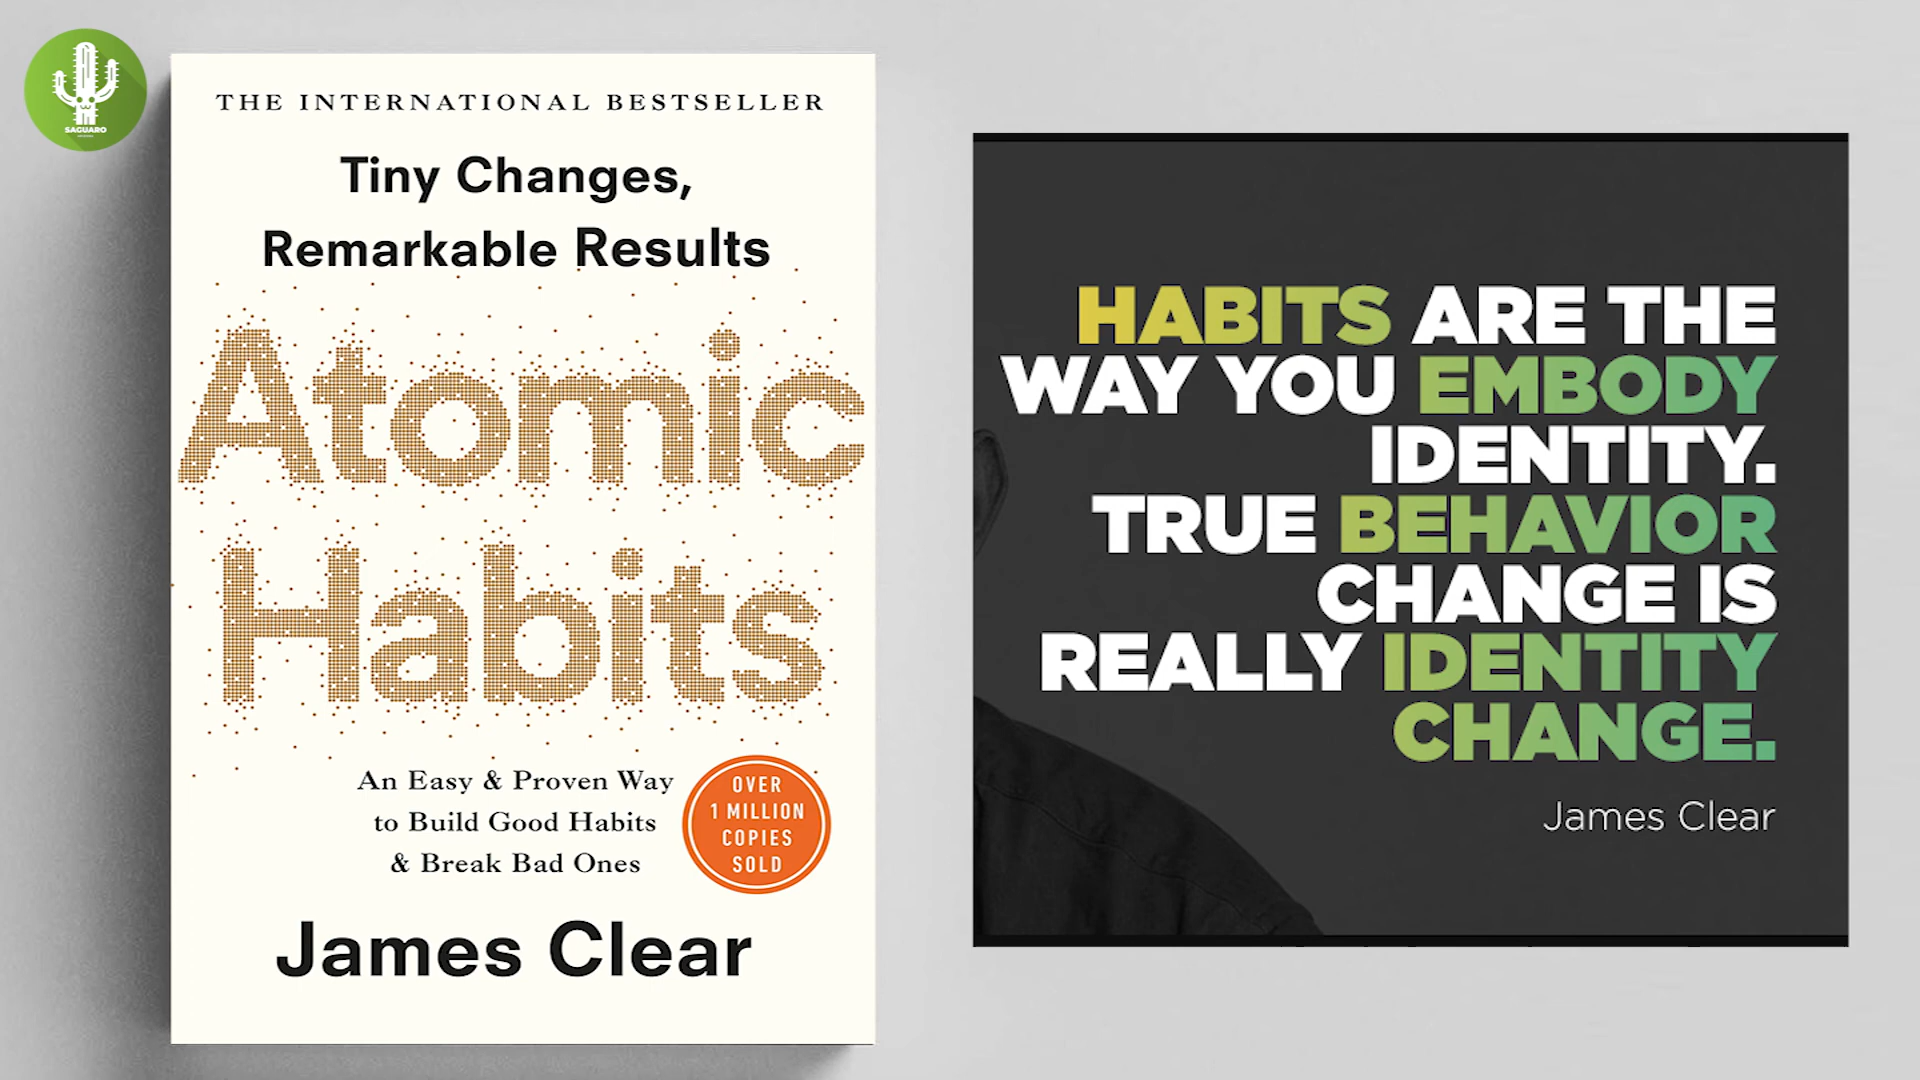 SAGUARO
THE INTERNATIONAL BESTSELLER
Tiny Changes,
Remarkable Results
Atomic
Habits
An Easy & Proven Way
to Build Good Habits
& Break Bad Ones
OVER
1 MILLION
COPIES
SOLD
James Clear
HABITS ARE THE
WAY YOU EMBODY
IDENTITY.
TRUE BEHAVIOR
CHANGE IS
REALLY IDENTITY
CHANGE.
James Clear